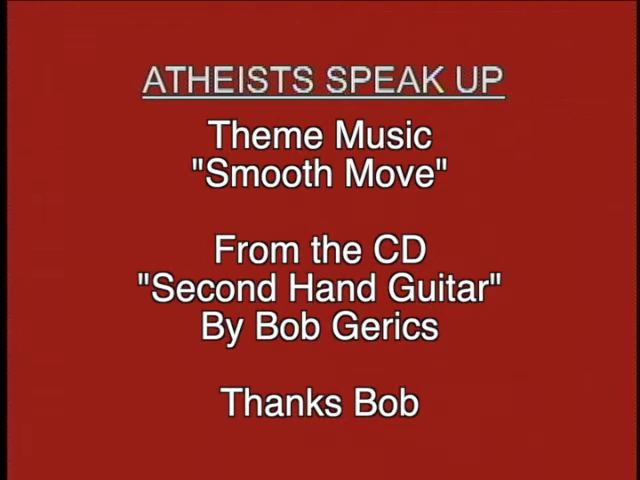 ATHEISTS SPEAK UP
Theme Music
"Smooth Move"
From the CD
"Second Hand Guitar"
By Bob Gerics
Thanks Bob